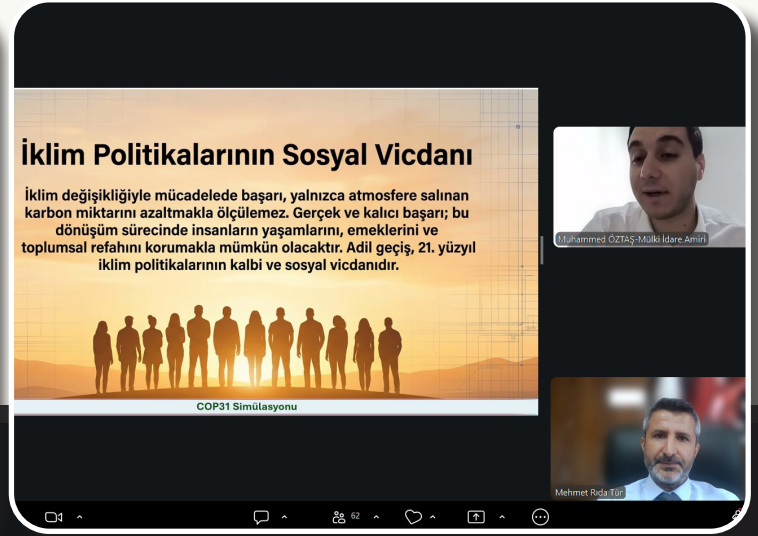 İklim Politikalarının Sosyal Vicdanı
İklim değişikliğiyle mücadelede başarı, yalnızca atmosfere salınan
karbon miktarını azaltmakla ölçülemez. Gerçek ve kalıcı başarı; bu
dönüşüm sürecinde insanların yaşamlarını, emeklerini ve
toplumsal refahını korumakla mümkün olacaktır. Adil geçiş, 21. yüzyıl
iklim politikalarının kalbi ve sosyal vicdanıdır.
COP31 Simülasyonu
Muhammed ÖZTAŞ-Mülki İdare Amiri
Mehmet Rıda Tür
62